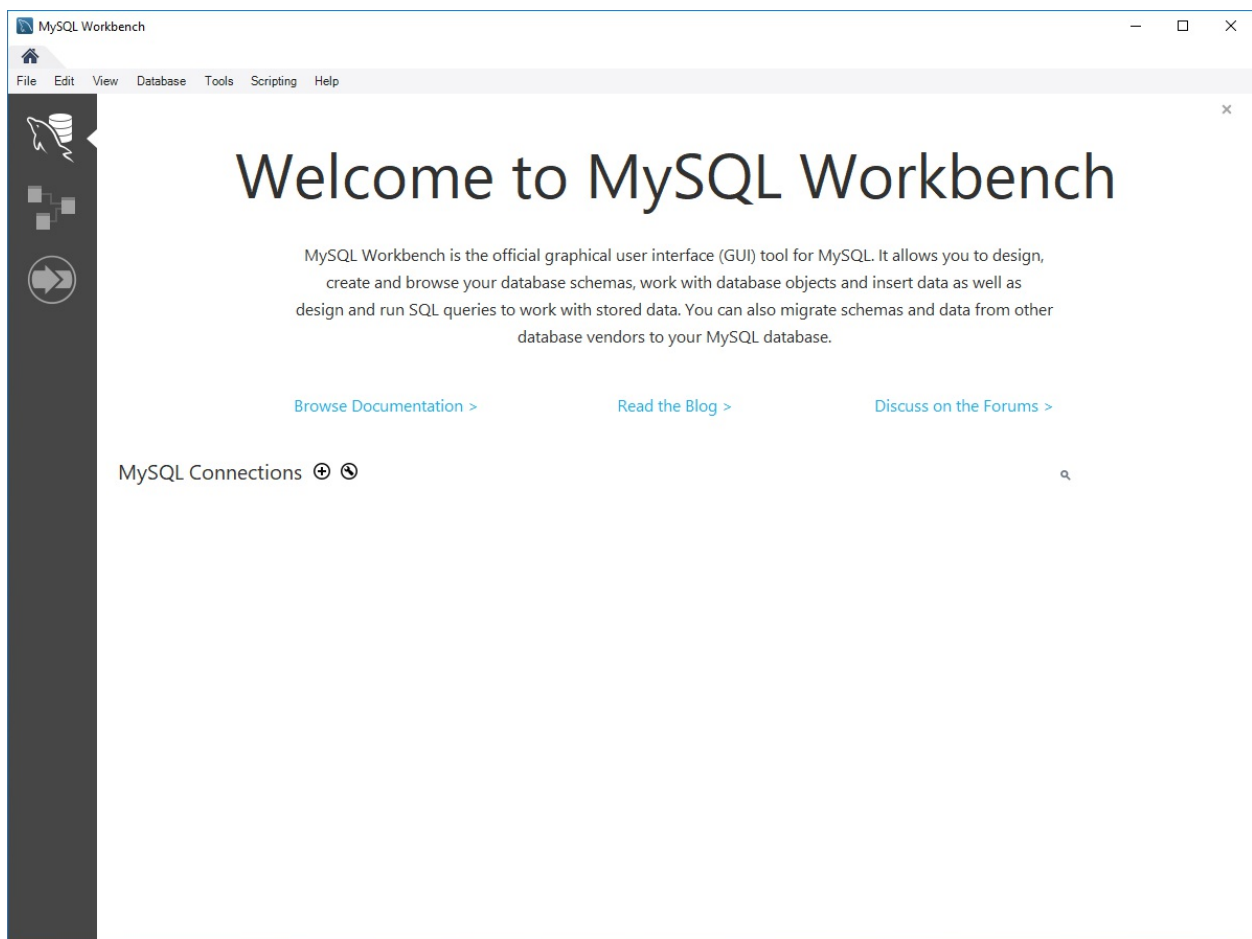 MySQL Workbench
File Edit View Database Tools Scripting Help
Welcome to MySQL Workbench
MySQL Workbench is the official graphical user interface (GUI) tool for MySQL. It allows you to design,
create and browse your database schemas, work with database objects and insert data as well as
design and run SQL queries to work with stored data. You can also migrate schemas and data from other
database vendors to your MySQL database.
Browse Documentation > Read the Blog > Discuss on the Forums >
MySQL Connections